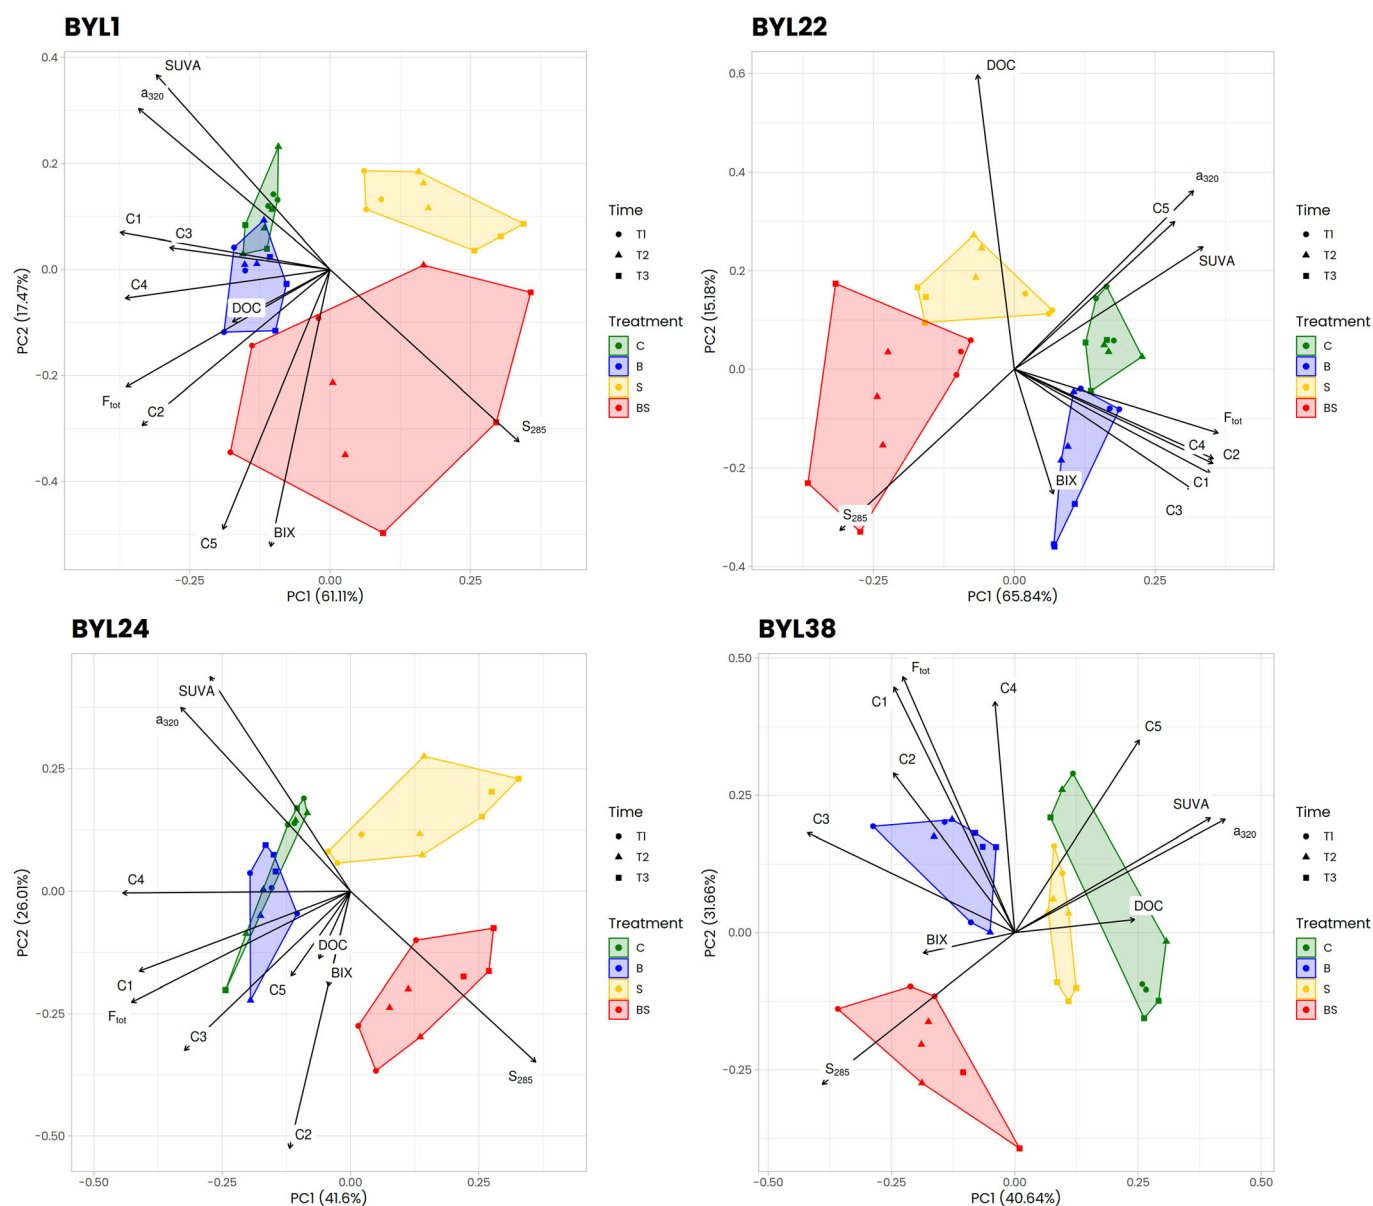 BYL1
0.4
0.2
0.0
−0.2
−0.4
−0.25
0.00
0.25
PC1 (61.11%)
PC2 (17.47%)
SUVA
a320
C1
C3
C4
DOC
Ftot
C2
C5
BIX
S285
Time
T1
T2
T3
Treatment
C
B
S
BS
BYL22
0.6
0.4
0.2
0.0
−0.2
−0.4
−0.25
0.00
0.25
PC1 (65.84%)
PC2 (15.18%)
DOC
a320
C5
SUVA
Ftot
C4
C2
C1
C3
BIX
S285
Time
T1
T2
T3
Treatment
C
B
S
BS
BYL24
0.25
0.00
−0.25
−0.50
−0.50
−0.25
0.00
0.25
PC1 (41.6%)
PC2 (26.01%)
SUVA
a320
C4
DOC
BIX
C5
C1
Ftot
C3
C2
S285
Time
T1
T2
T3
Treatment
C
B
S
BS
BYL38
0.50
0.25
0.00
−0.25
−0.50
−0.25
0.00
0.25
0.50
PC1 (40.64%)
PC2 (31.66%)
Ftot
C1
C4
C5
C2
SUVA
a320
C3
DOC
BIX
S285
Time
T1
T2
T3
Treatment
C
B
S
BS